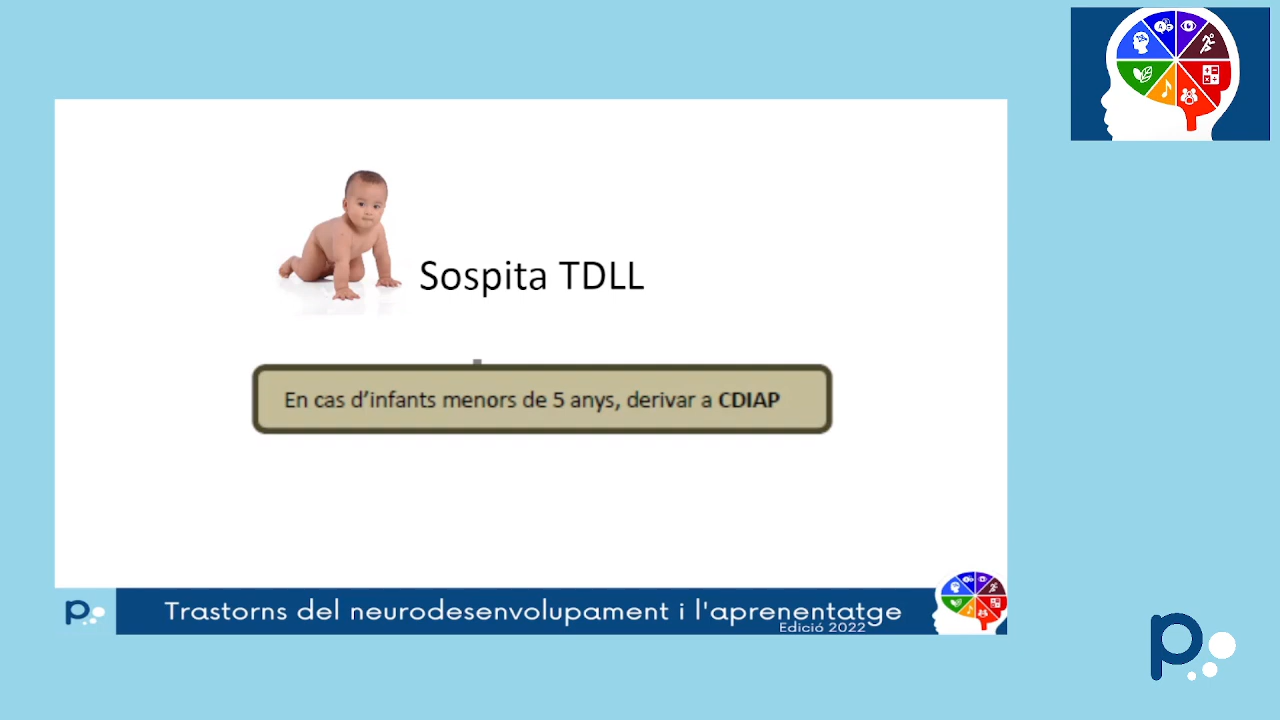 Sospita TDLL
En cas d'infants menors de 5 anys, derivar a CDIAP
p
Trastorns del neurodesenvolupament i l'aprenentatge
Edició 2022
p